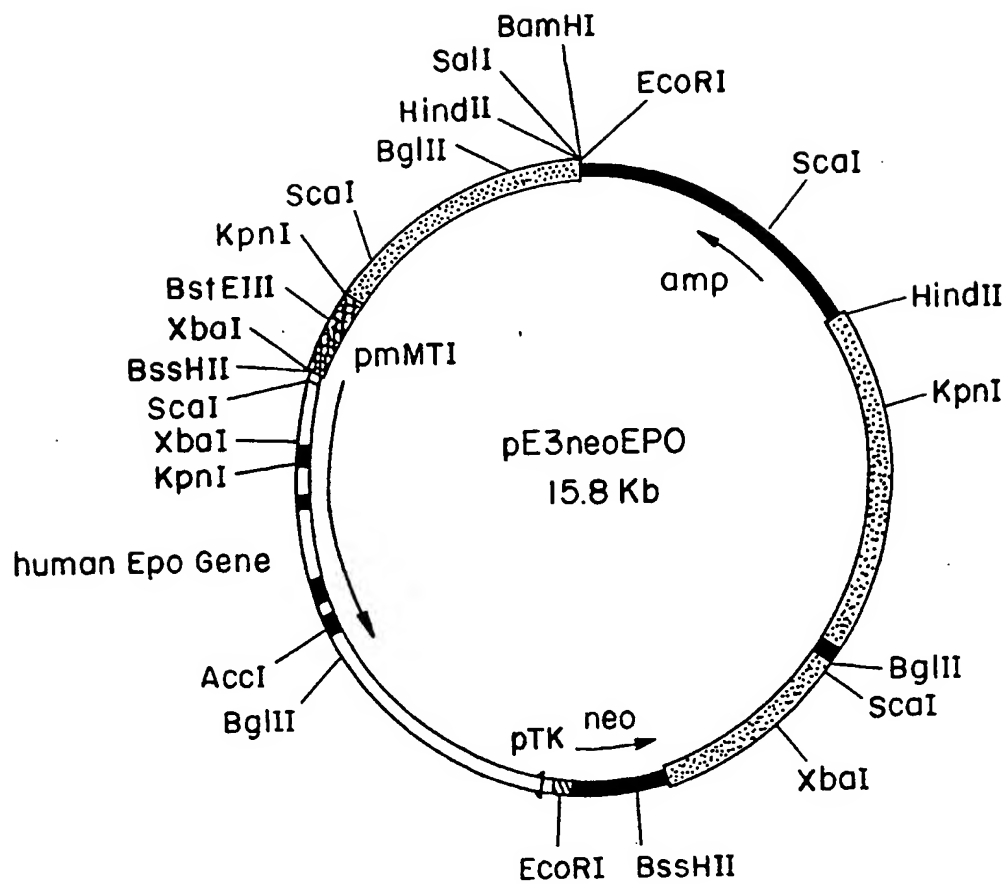 BamHI
SalI
EcoRI
HindII
BglII
ScaI
ScaI
KpnI
amp
BstEIII
HindII
XbaI
pmMTI
BssHII
KpnI
ScaI
XbaI
pE3neoEPO
KpnI
15.8 Kb
human Epo Gene
AccI
BglII
BglII
ScaI
neo
pTK
XbaI
EcoRI
BssHII